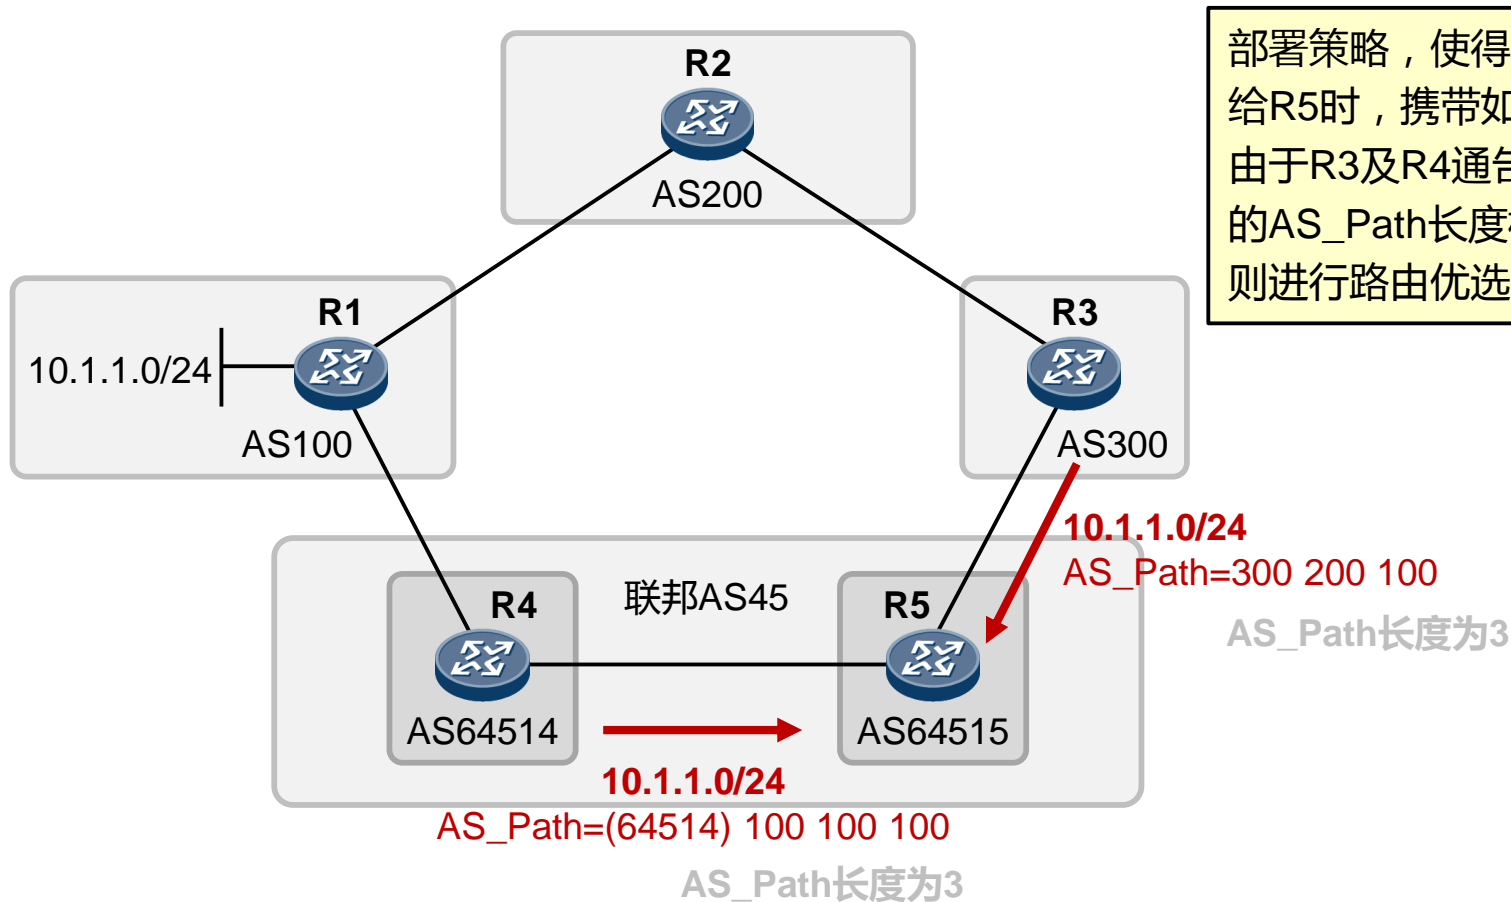 R2
AS200
部署策略，使得
给R5时，携带如
由于R3及R4通告
的AS_Path长度
则进行路由优选
R1
10.1.1.0/24
AS100
R3
AS300
10.1.1.0/24
AS_Path=300 200 100
AS_Path长度为3
联邦AS45
R4
AS64514
R5
AS64515
10.1.1.0/24
AS_Path=(64514) 100 100 100
AS_Path长度为3